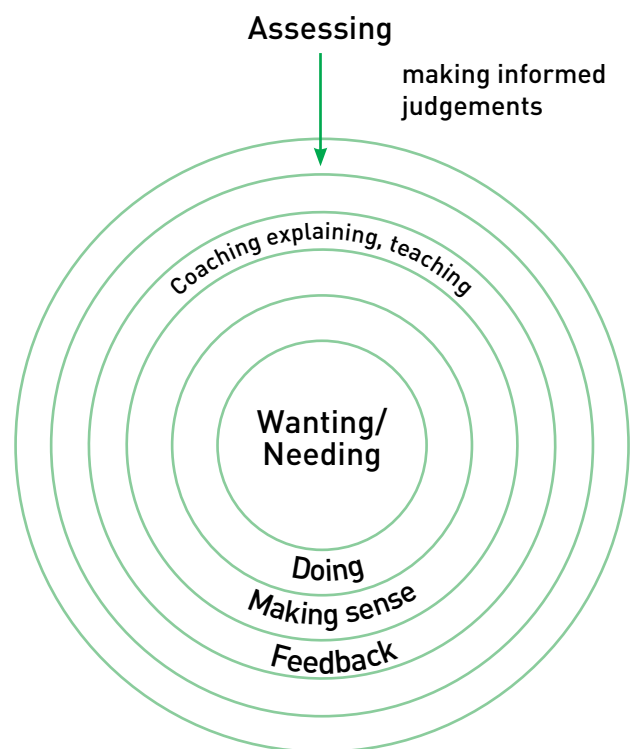 Assessing
making informed
judgements
Coaching explaining, teaching
Wanting/
Needing
Doing
Making sense
Feedback